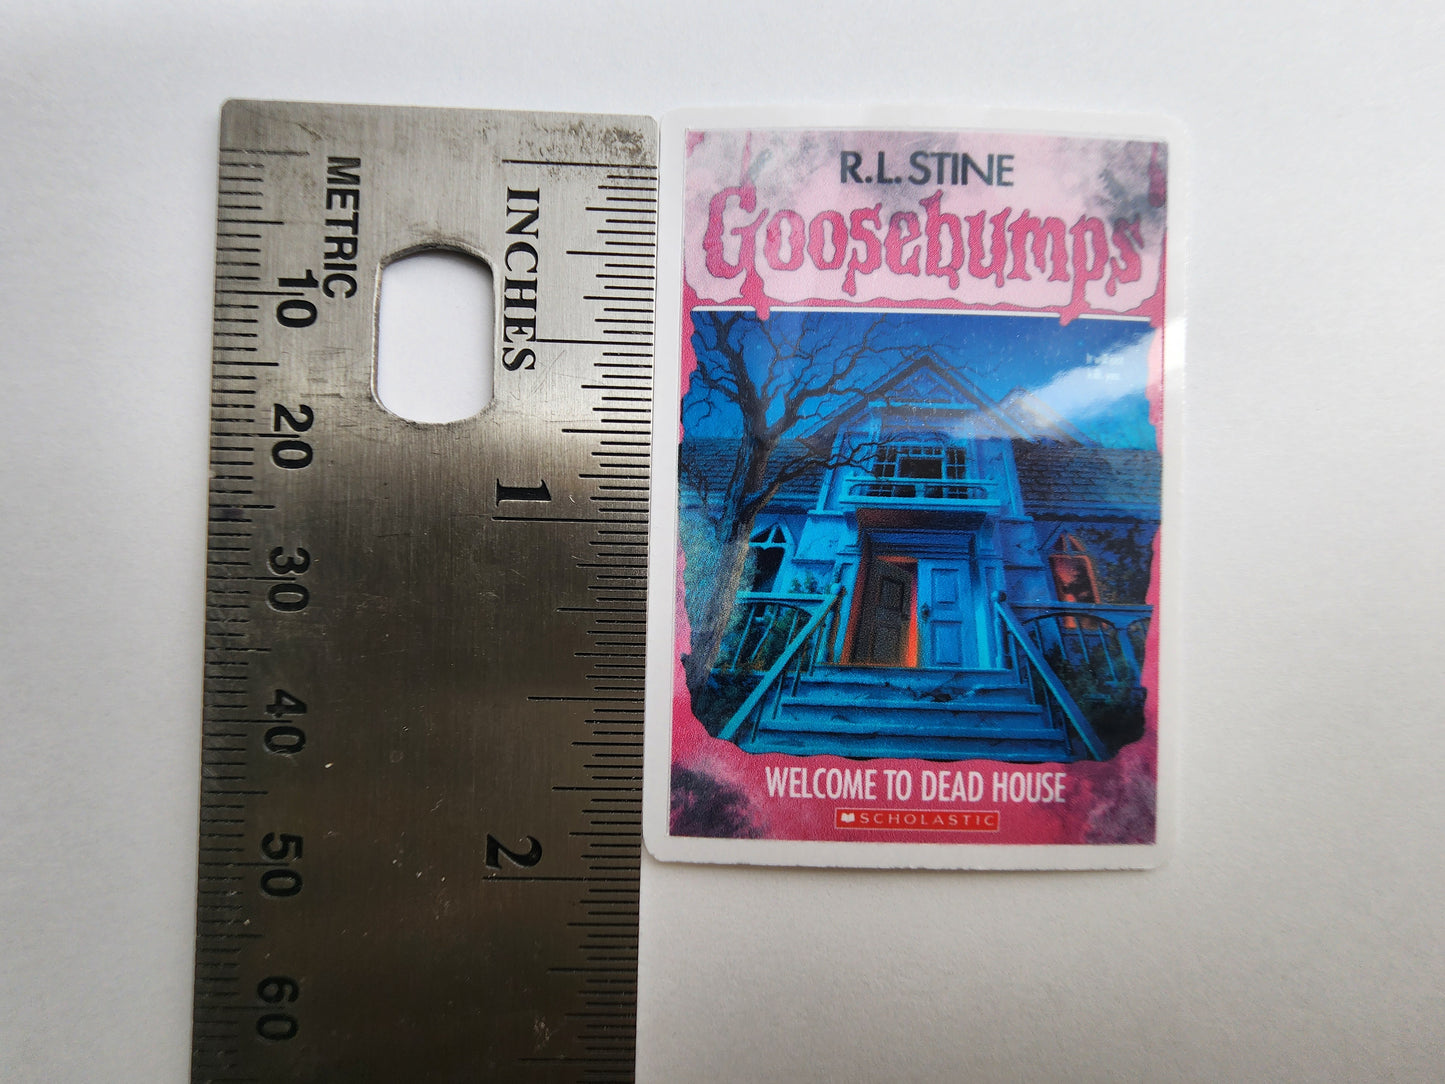 METRIC
INCHES
10
20
30
40
50
60
1
2
R.L. STINE
Goosebumps
WELCOME TO DEAD HOUSE
SCHOLASTIC